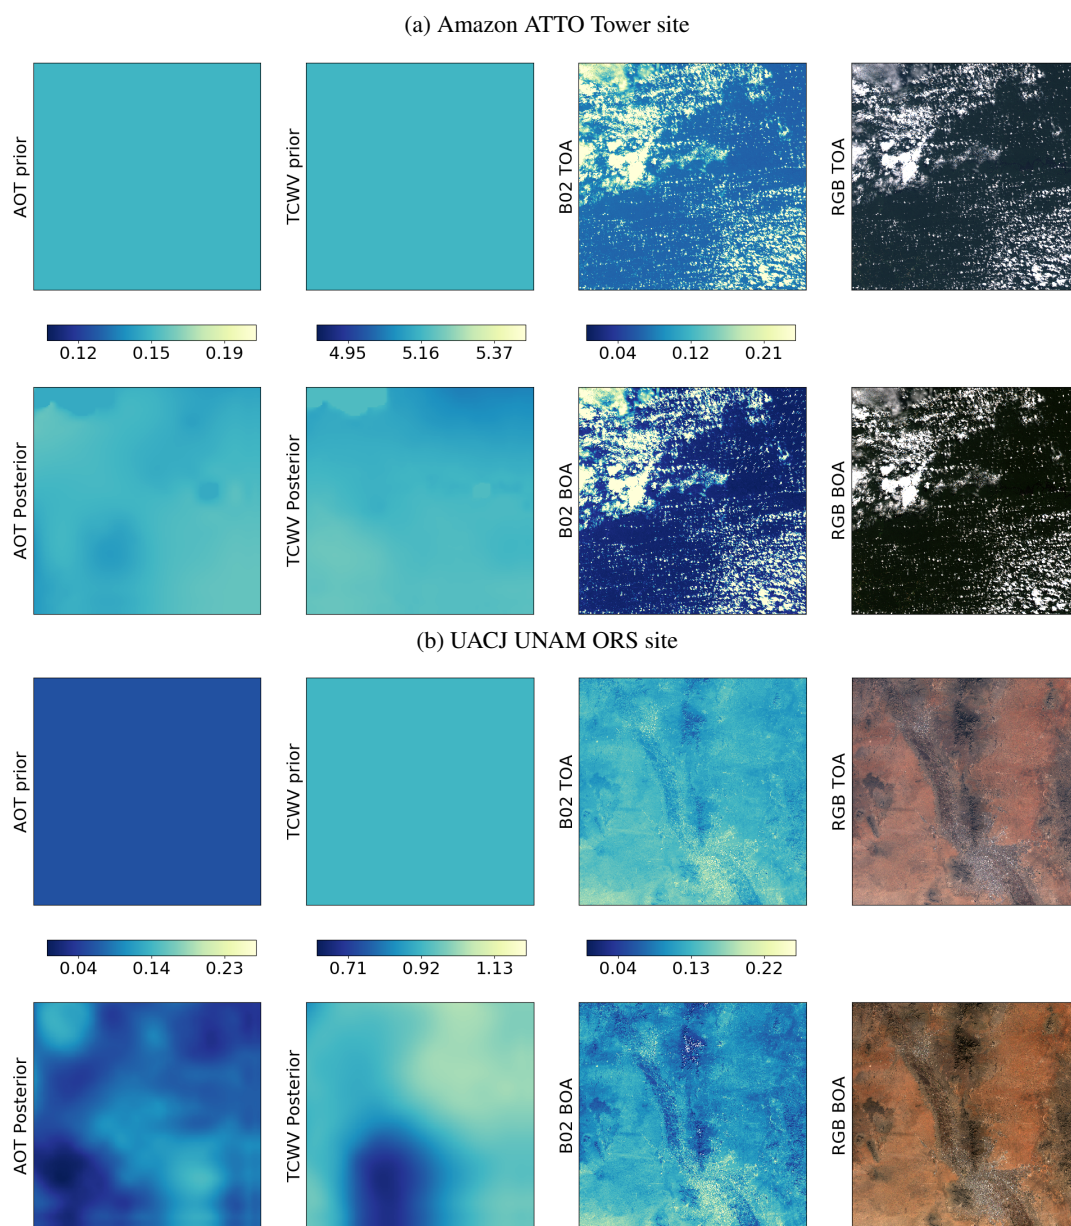 (a) Amazon ATTO Tower site
AOT prior
TCWV prior
B02 TOA
RGB TOA
0.12 0.15 0.19
4.95 5.16 5.37
0.04 0.12 0.21
AOT Posterior
TCWV Posterior
B02 BOA
RGB BOA
(b) UACJ UNAM ORS site
AOT prior
TCWV prior
B02 TOA
RGB TOA
0.04 0.14 0.23
0.71 0.92 1.13
0.04 0.13 0.22
AOT Posterior
TCWV Posterior
B02 BOA
RGB BOA